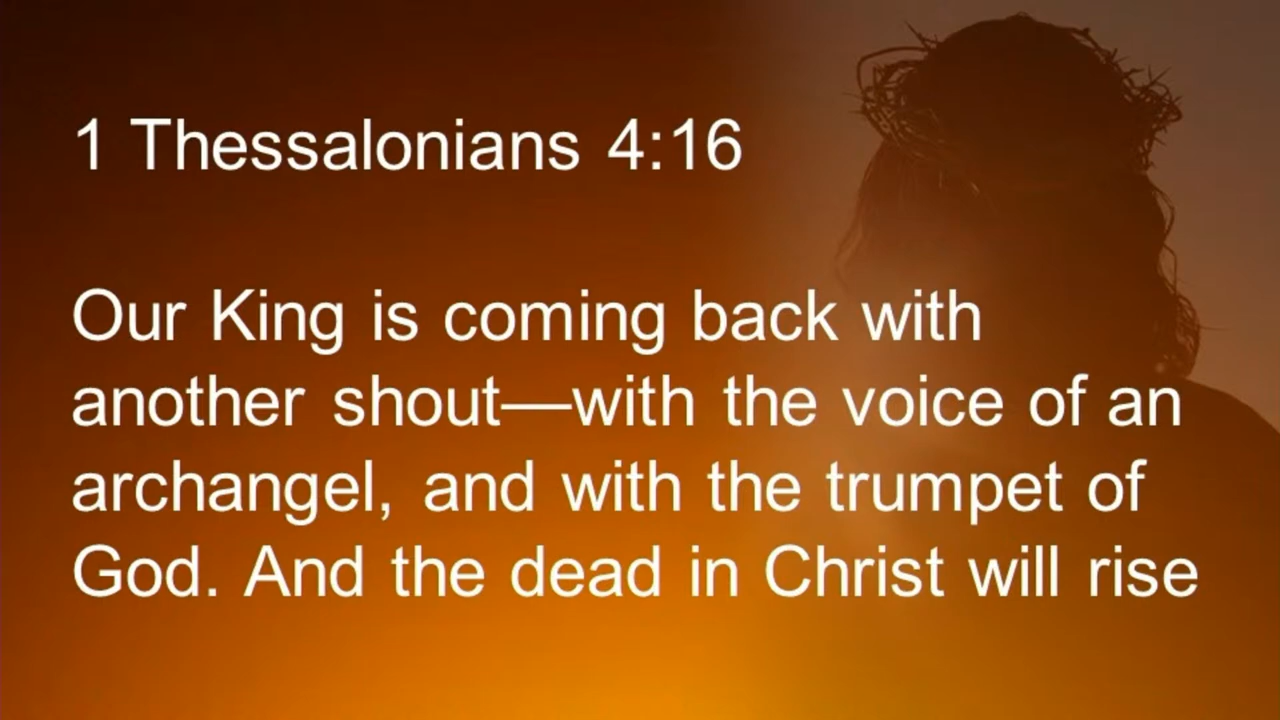 1 Thessalonians 4:16
Our King is coming back with
another shout—with the voice of an
archangel, and with the trumpet of
God. And the dead in Christ will rise